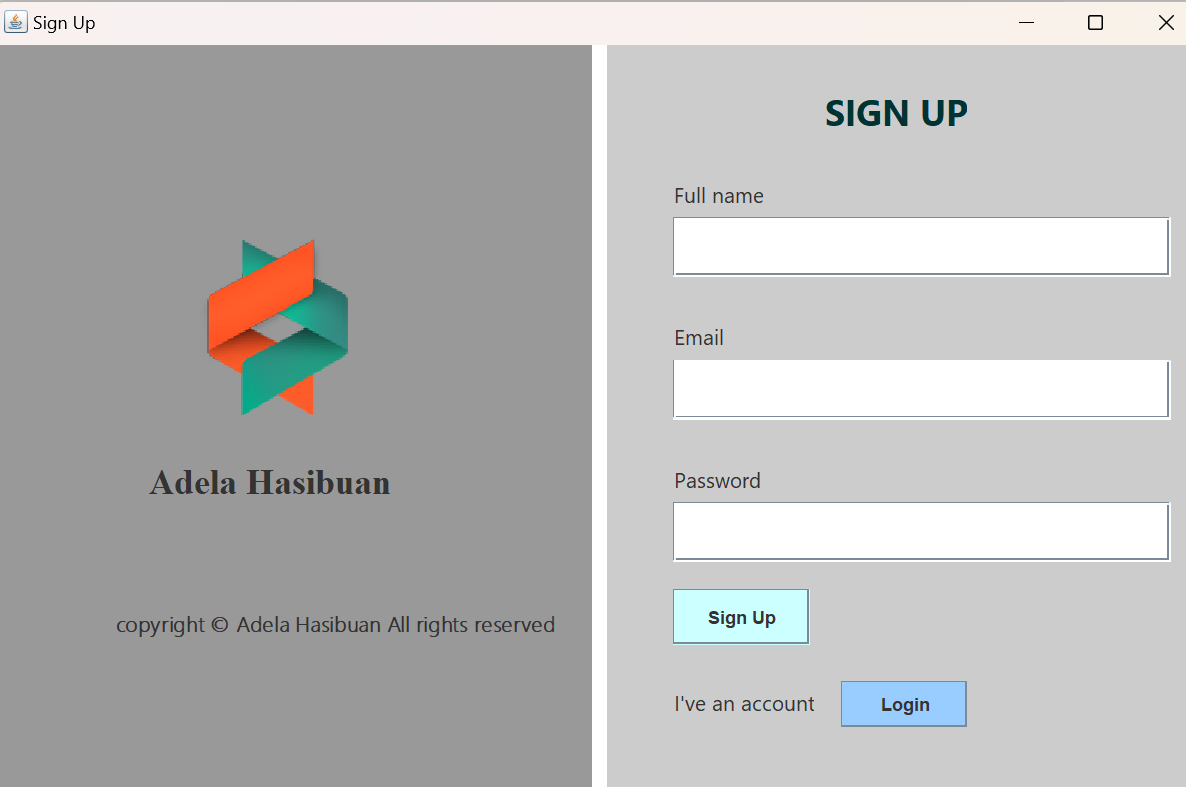 Sign Up
Adela Hasibuan
copyright © Adela Hasibuan All rights reserved
SIGN UP
Full name
Email
Password
Sign Up
I've an account
Login